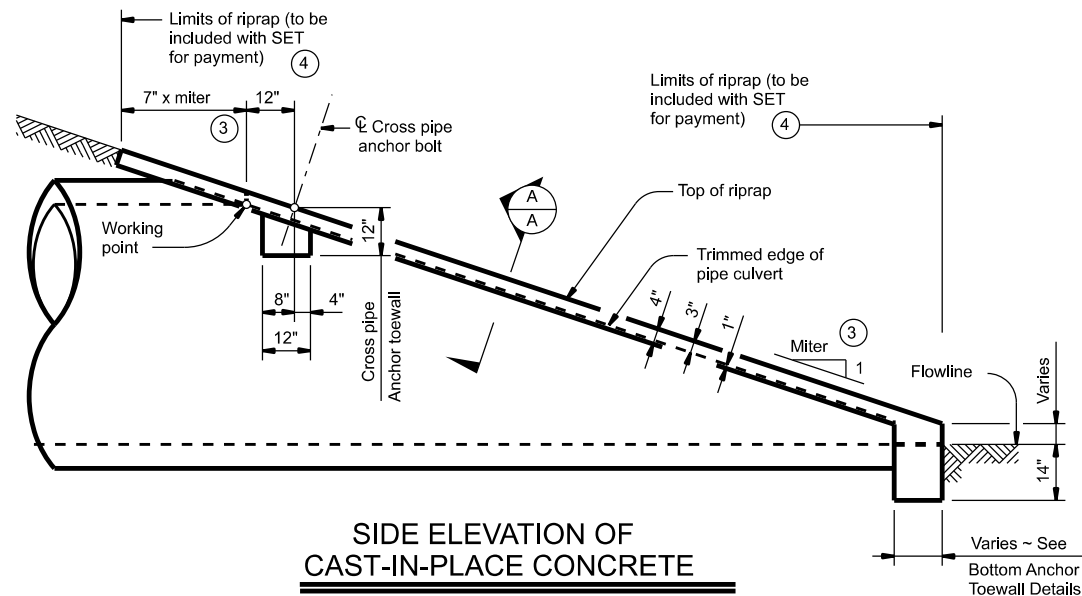 Limits of riprap (to be
included with SET
for payment)
4
7" x miter
12"
3
℄ Cross pipe
anchor bolt
Limits of riprap (to be
included with SET
for payment)
4
A
A
Top of riprap
Working
point
12"
Trimmed edge of
pipe culvert
8"
4"
12"
Cross pipe
Anchor toewall
4"
3"
1"
Miter
3
1
Flowline
Varies
14"
SIDE ELEVATION OF
CAST-IN-PLACE CONCRETE
Varies ~ See
Bottom Anchor
Toewall Details